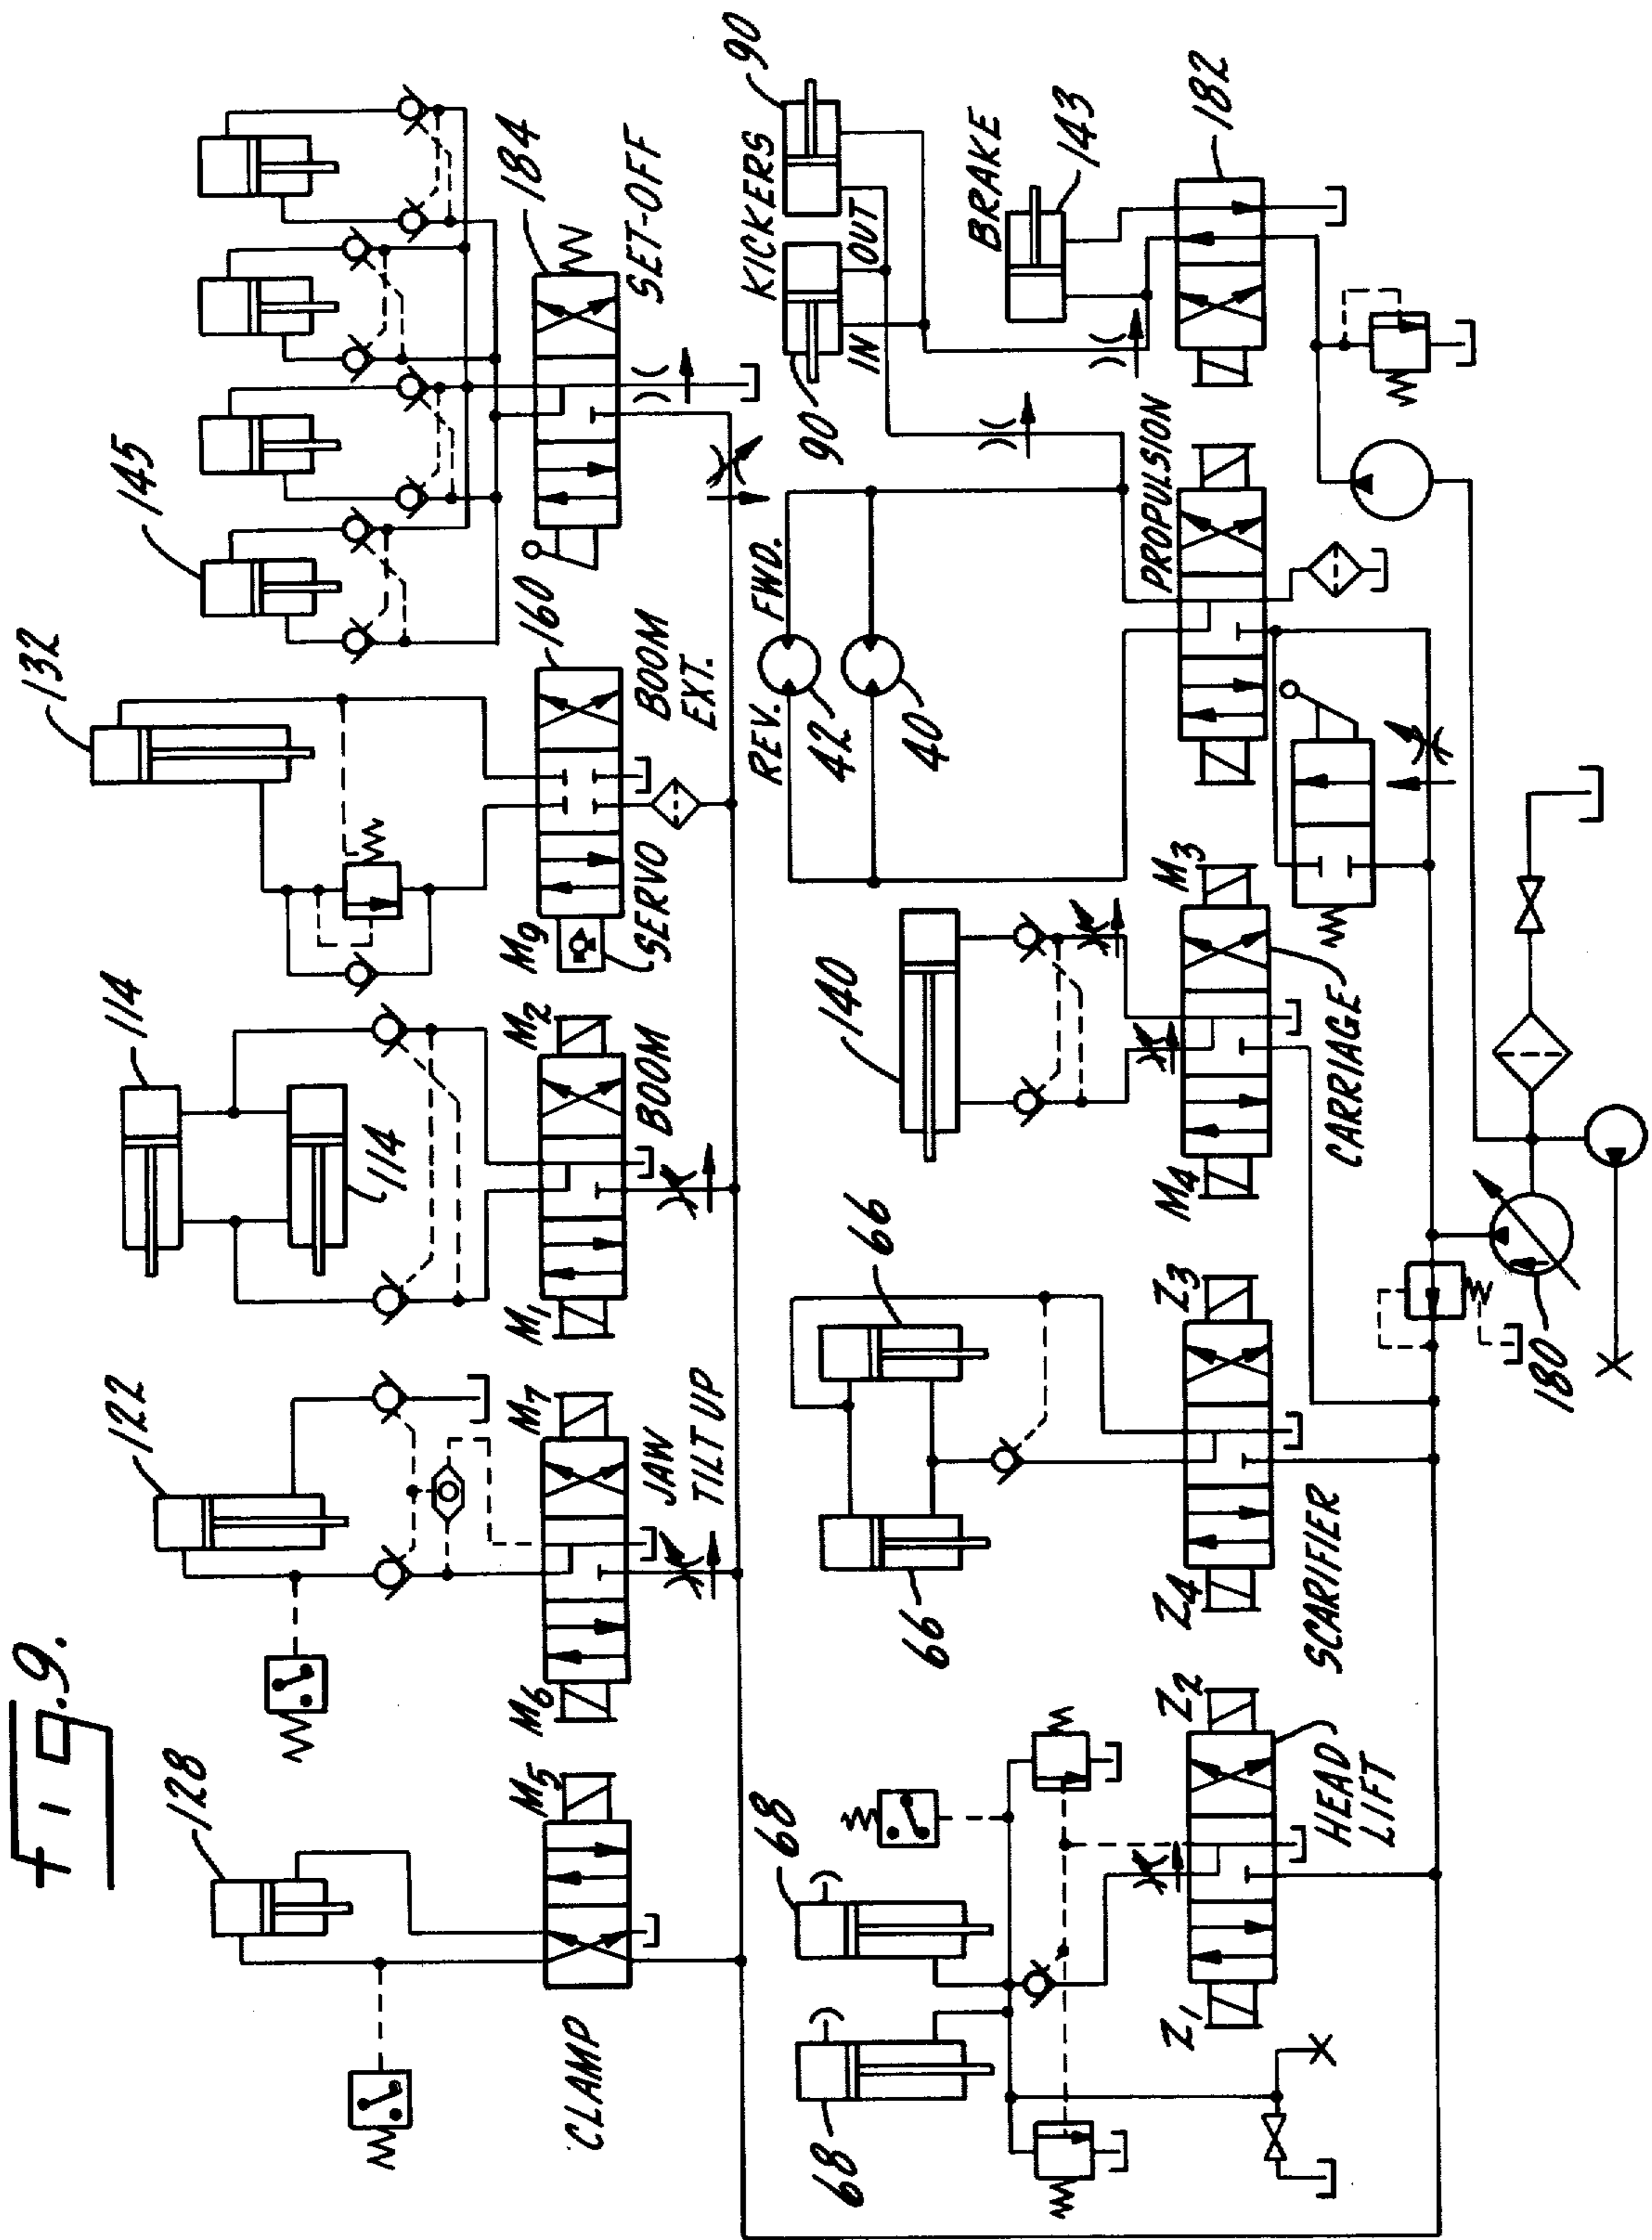 Fig. 9.
128
M5
CLAMP
122
M6
M7
JAW
TILT UP
114
114
M1
M2
BOOM
132
M9
SERVO
160
BOOM
EXT.
145
184
SET-OFF
68
68
Z1
Z2
HEAD
LIFT
66
66
Z4
Z3
SCARIFIER
140
M4
M3
CARRIAGE
REV.
FWD.
42
40
PROPULSION
90
KICKERS
90
IN
OUT
BRAKE
143
182
180